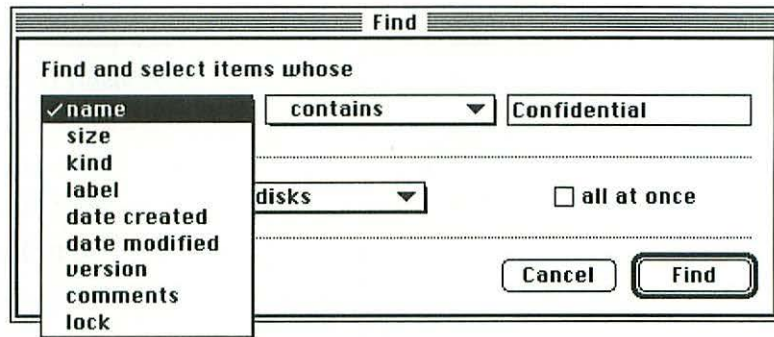 Find
Find and select items whose
✓name contains Confidential
size
kind
label
disks all at once
date created
date modified
version
Cancel Find
comments
lock